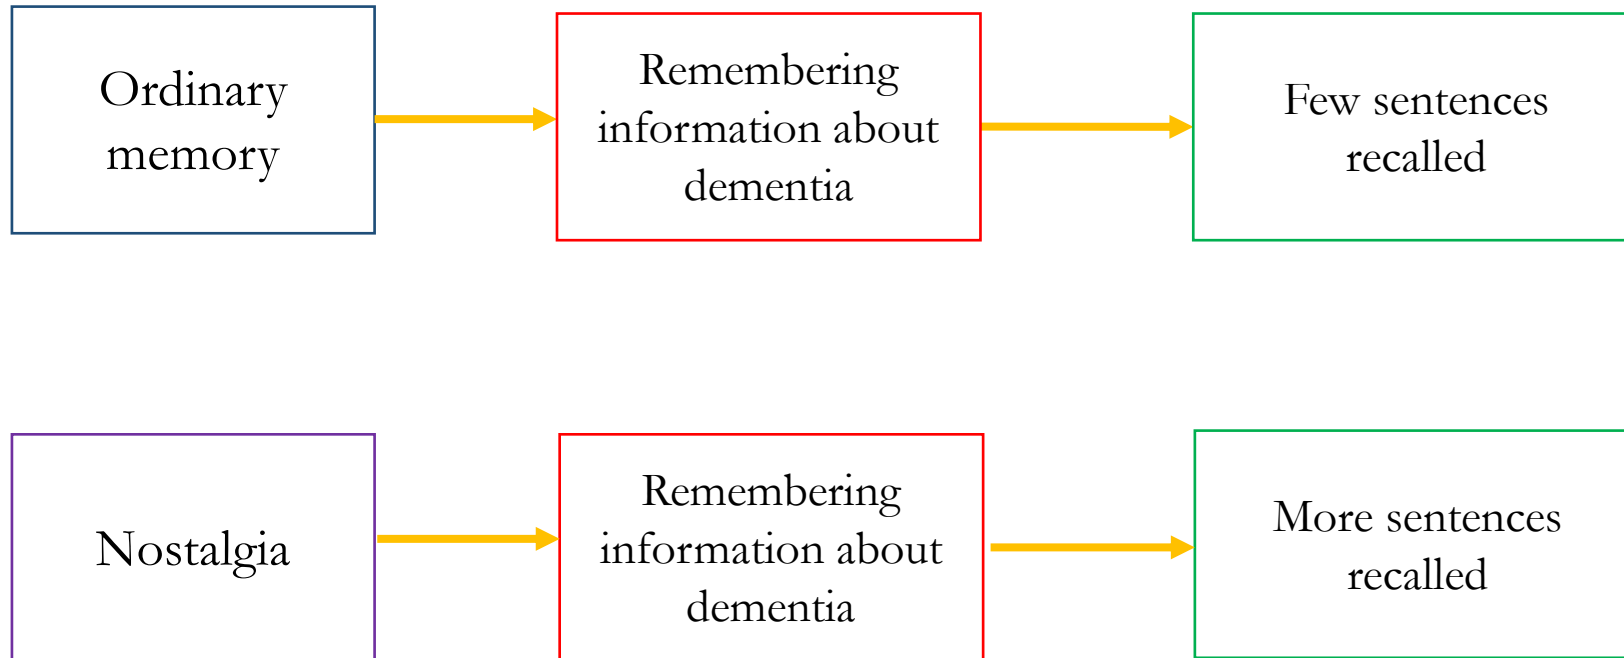 Ordinary
memory
Remembering
information about
dementia
Few sentences
recalled
Nostalgia
Remembering
information about
dementia
More sentences
recalled